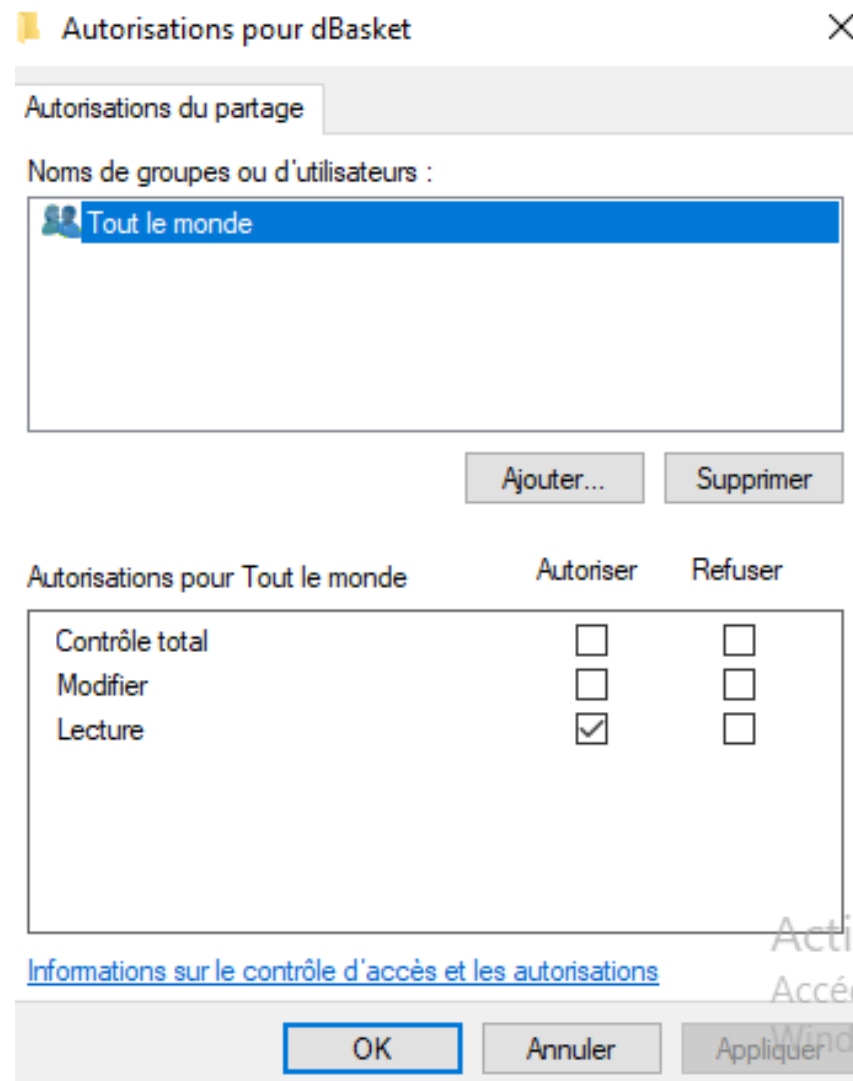 Autorisations pour dBasket
Autorisations du partage
Noms de groupes ou d'utilisateurs :
Tout le monde
Ajouter... Supprimer
Autorisations pour Tout le monde Autoriser Refuser
Contrôle total
Modifier
Lecture
Informations sur le contrôle d'accès et les autorisations
OK Annuler Appliquer